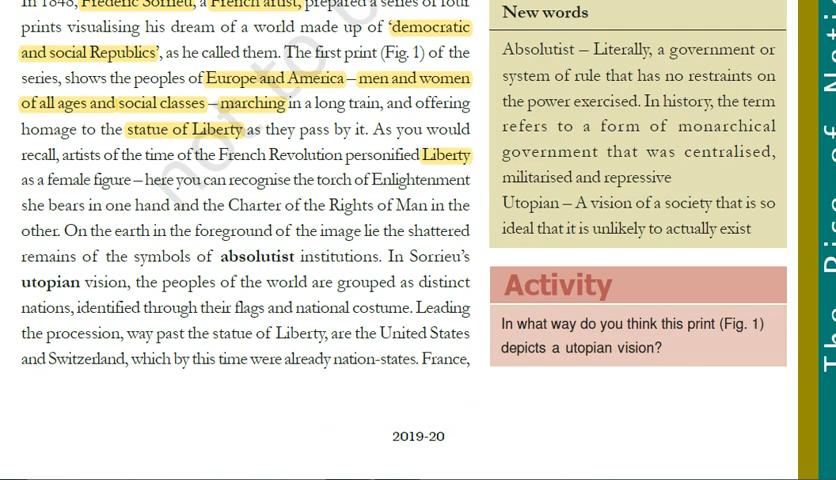 In 1848, Frédéric Sorrieu, a French artist, prepared a series of four
prints visualising his dream of a world made up of ‘democratic
and social Republics’, as he called them. The first print (Fig. 1) of the
series, shows the peoples of Europe and America – men and women
of all ages and social classes – marching in a long train, and offering
homage to the statue of Liberty as they pass by it. As you would
recall, artists of the time of the French Revolution personified Liberty
as a female figure – here you can recognise the torch of Enlightenment
she bears in one hand and the Charter of the Rights of Man in the
other. On the earth in the foreground of the image lie the shattered
remains of the symbols of absolutist institutions. In Sorrieu’s
utopian vision, the peoples of the world are grouped as distinct
nations, identified through their flags and national costume. Leading
the procession, way past the statue of Liberty, are the United States
and Switzerland, which by this time were already nation-states. France,
New words
Absolutist – Literally, a government or
system of rule that has no restraints on
the power exercised. In history, the term
refers to a form of monarchical
government that was centralised,
militarised and repressive
Utopian – A vision of a society that is so
ideal that it is unlikely to actually exist
Activity
In what way do you think this print (Fig. 1)
depicts a utopian vision?
The Rise of Nati
not to
2019-20